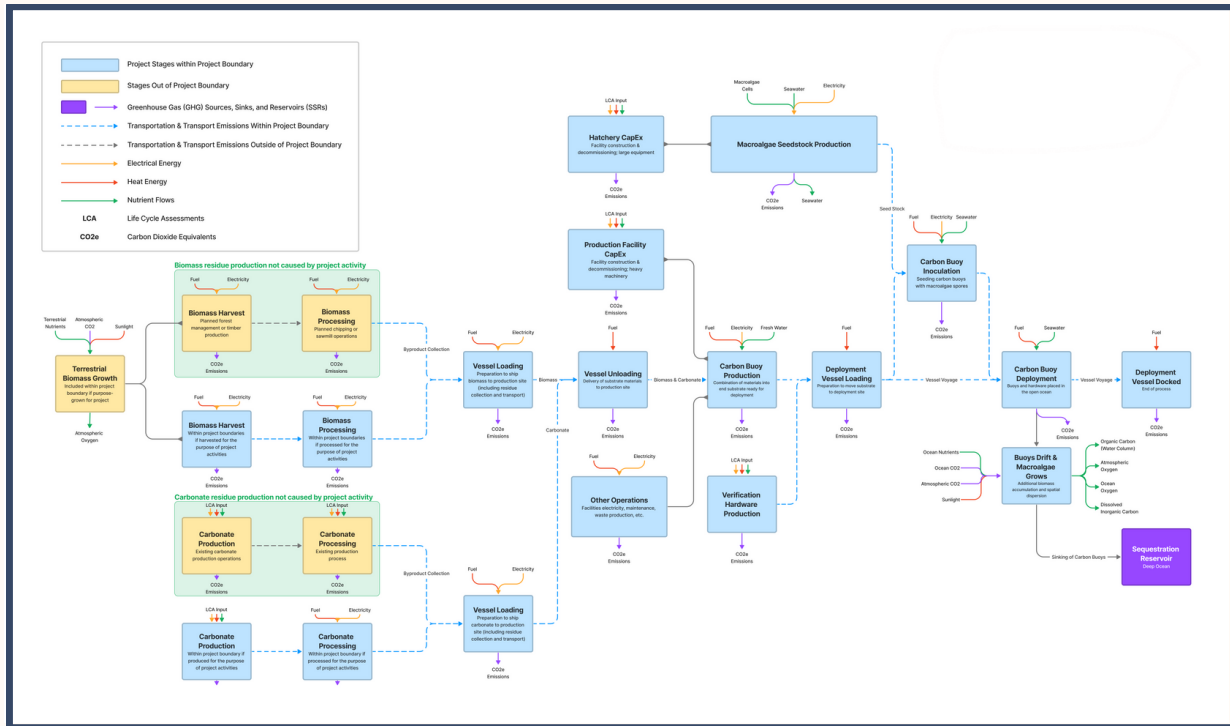 Project Stages within Project Boundary
Stages Out of Project Boundary
Greenhouse Gas (GHG) Sources, Sinks, and Reservoirs (SSRs)
Transportation & Transport Emissions Within Project Boundary
Transportation & Transport Emissions Outside of Project Boundary
Electrical Energy
Heat Energy
Nutrient Flows
LCA
Life Cycle Assessments
CO2e
Carbon Dioxide Equivalents
LCA Input
Hatchery CapEx
Facility construction &
decommissioning; large equipment
CO2e
Emissions
Macroalgae
Cells
Seawater
Electricity
Macroalgae Seedstock Production
CO2e
Emissions
Seawater
Seed Stock
LCA Input
Production Facility
CapEx
Facility construction &
decommissioning; heavy
machinery
CO2e
Emissions
Fuel
Electricity
Seawater
Carbon Buoy
Inoculation
Seeding carbon buoys
with macroalgae spores
CO2e
Emissions
Biomass residue production not caused by project activity
Fuel
Electricity
Biomass Harvest
Planned forest
management or timber
production
CO2e
Emissions
Biomass
Processing
Planned chipping or
sawmill operations
CO2e
Emissions
Terrestrial
Nutrients
Atmospheric
CO2
Sunlight
Terrestrial
Biomass Growth
Included within project
boundary if purpose-
grown for project
Atmospheric
Oxygen
Fuel
Electricity
Biomass Harvest
Within project boundaries
if harvested for the
purpose of project
activities
CO2e
Emissions
Biomass
Processing
Within project boundaries
if processed for the
purpose of project
activities
CO2e
Emissions
Byproduct Collection
Fuel
Electricity
Vessel Loading
Preparation to ship
biomass to production site
(including residue
collection and transport)
CO2e
Emissions
Biomass
Carbonate
Fuel
Vessel Unloading
Delivery of substrate materials
to production site
CO2e
Emissions
Biomass & Carbonate
Fuel
Electricity
Fresh Water
Carbon Buoy
Production
Combination of materials into
end substrate ready for
deployment
CO2e
Emissions
Fuel
Deployment
Vessel Loading
Preparation to move substrate
to deployment site
CO2e
Emissions
Vessel Voyage
Fuel
Seawater
Carbon Buoy
Deployment
Buoys and hardware placed in
the open ocean
CO2e
Emissions
Vessel Voyage
Fuel
Deployment
Vessel Docked
End of process
CO2e
Emissions
Fuel
Electricity
Other Operations
Facilities electricity, maintenance,
waste production, etc.
CO2e
Emissions
LCA Input
Verification
Hardware
Production
CO2e
Emissions
Ocean Nutrients
Ocean CO2
Atmospheric CO2
Sunlight
Buoys Drift &
Macroalgae
Grows
Additional biomass
accumulation and spatial
dispersion
Organic Carbon
(Water Column)
Atmospheric
Oxygen
Ocean
Oxygen
Dissolved
Inorganic Carbon
Sinking of Carbon Buoys
Sequestration
Reservoir
Deep Ocean
Carbonate residue production not caused by project activity
LCA Input
Carbonate
Production
Existing carbonate
production operations
CO2e
Emissions
LCA Input
Carbonate
Processing
Existing production
process
CO2e
Emissions
Byproduct Collection
LCA Input
Carbonate
Production
Within project boundary if
produced for the purpose
of project activities
Fuel
Electricity
Carbonate
Processing
Within project boundary if
processed for the purpose
of project activities
Fuel
Electricity
Vessel Loading
Preparation to ship
carbonate to production
site (including residue
collection and transport)
CO2e
Emissions